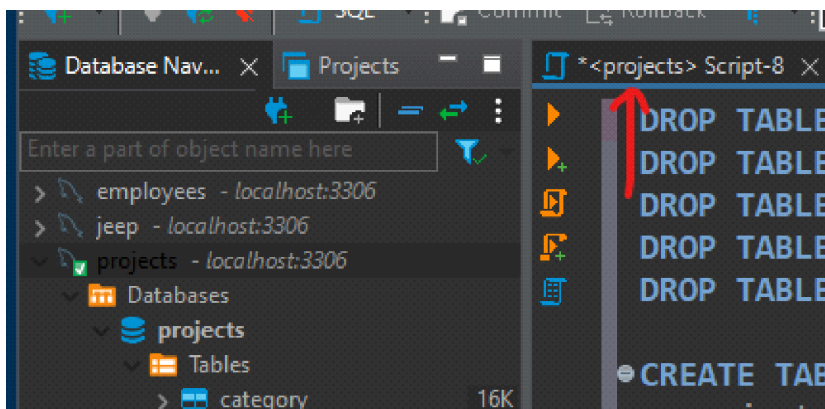 SQL Commit Rollback
Database Nav... Projects
*<projects> Script-8
Enter a part of object name here
employees - localhost:3306
jeep - localhost:3306
projects - localhost:3306
Databases
projects
Tables
category 16K
DROP TABLE
DROP TABLE
DROP TABLE
DROP TABLE
DROP TABLE
CREATE TAB